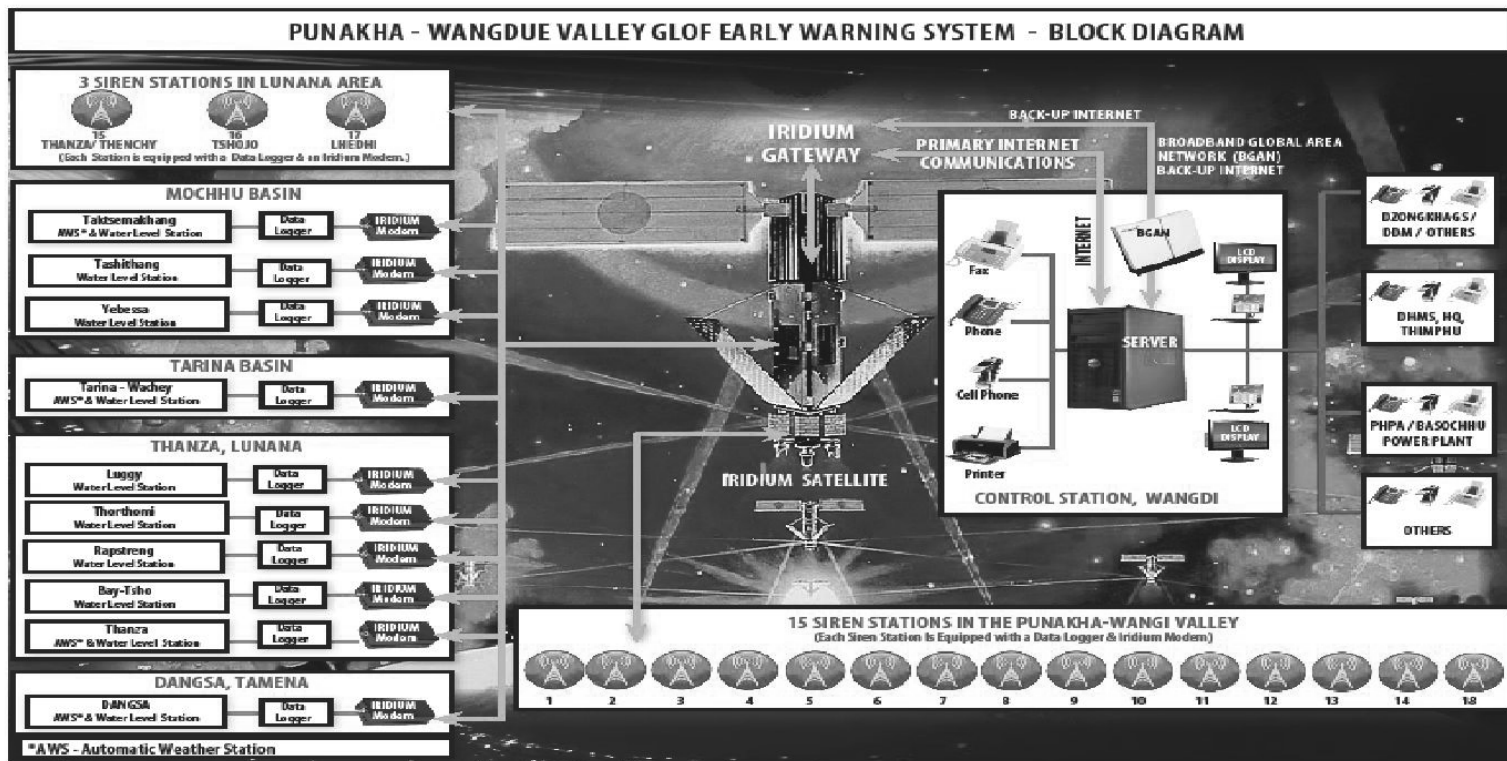 PUNAKHA - WANGDUE VALLEY GLOF EARLY WARNING SYSTEM - BLOCK DIAGRAM
3 SIREN STATIONS IN LUNANA AREA
15
THANZA/ THENCHY
16
TSHOJO
17
LHEDHI
(Each Station is equipped with a Data Logger & an Iridium Modem.)
MOCHHU BASIN
Taktsemakhang
AWS* & Water Level Station
Data
Logger
IRIDIUM
Modem
Tashithang
Water Level Station
Data
Logger
IRIDIUM
Modem
Yebessa
Water Level Station
Data
Logger
IRIDIUM
Modem
TARINA BASIN
Tarina - Wachey
AWS* & Water Level Station
Data
Logger
IRIDIUM
Modem
THANZA, LUNANA
Luggy
Water Level Station
Data
Logger
IRIDIUM
Modem
Thorthomi
Water Level Station
Data
Logger
IRIDIUM
Modem
Rapstreng
Water Level Station
Data
Logger
IRIDIUM
Modem
Bay-Tsho
Water Level Station
Data
Logger
IRIDIUM
Modem
Thanza
AWS* & Water Level Station
Data
Logger
IRIDIUM
Modem
DANGSA, TAMENA
DANGSA
AWS* & Water Level Station
Data
Logger
IRIDIUM
Modem
*AWS - Automatic Weather Station
IRIDIUM
GATEWAY
BACK-UP INTERNET
PRIMARY INTERNET
COMMUNICATIONS
BROADBAND GLOBAL AREA
NETWORK (BGAN)
BACK-UP INTERNET
IRIDIUM SATELLITE
INTERNET
BGAN
Fax
Phone
Cell Phone
Printer
SERVER
LCD
DISPLAY
LCD
DISPLAY
CONTROL STATION, WANGDI
DZONGKHAGS /
DDM / OTHERS
DHMS, HQ,
THIMPHU
PHPA / BASOCHHU
POWER PLANT
OTHERS
15 SIREN STATIONS IN THE PUNAKHA-WANGI VALLEY
(Each Siren Station Is Equipped with a Data Logger & Iridium Modem.)
1 2 3 4 5 6 7 8 9 10 11 12 13 14 18